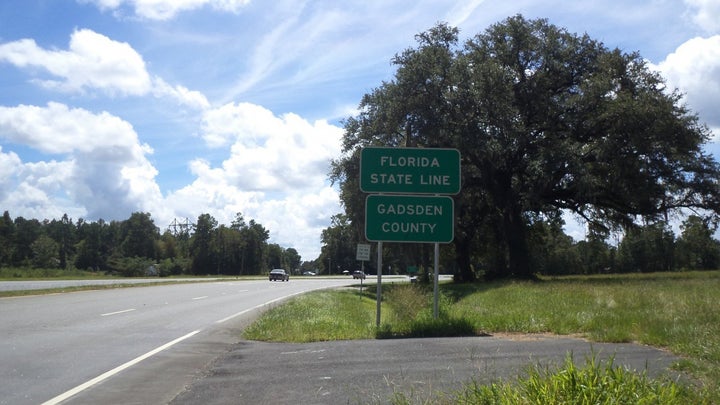 FLORIDA
STATE LINE
GADSDEN
COUNTY